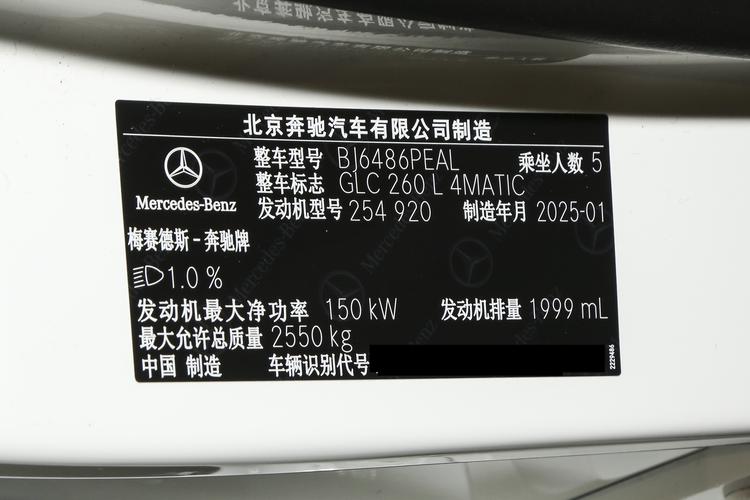 北京奔驰汽车有限公司制造
整车型号 BJ6486PEAL 乘坐人数 5
整车标志 GLC 260 L 4MATIC
Mercedes-Benz 发动机型号 254 920 制造年月 2025-01
梅赛德斯-奔驰牌
1.0 %
发动机最大净功率 150 kW 发动机排量 1999 mL
最大允许总质量 2550 kg
中国 制造 车辆识别代号
2229486